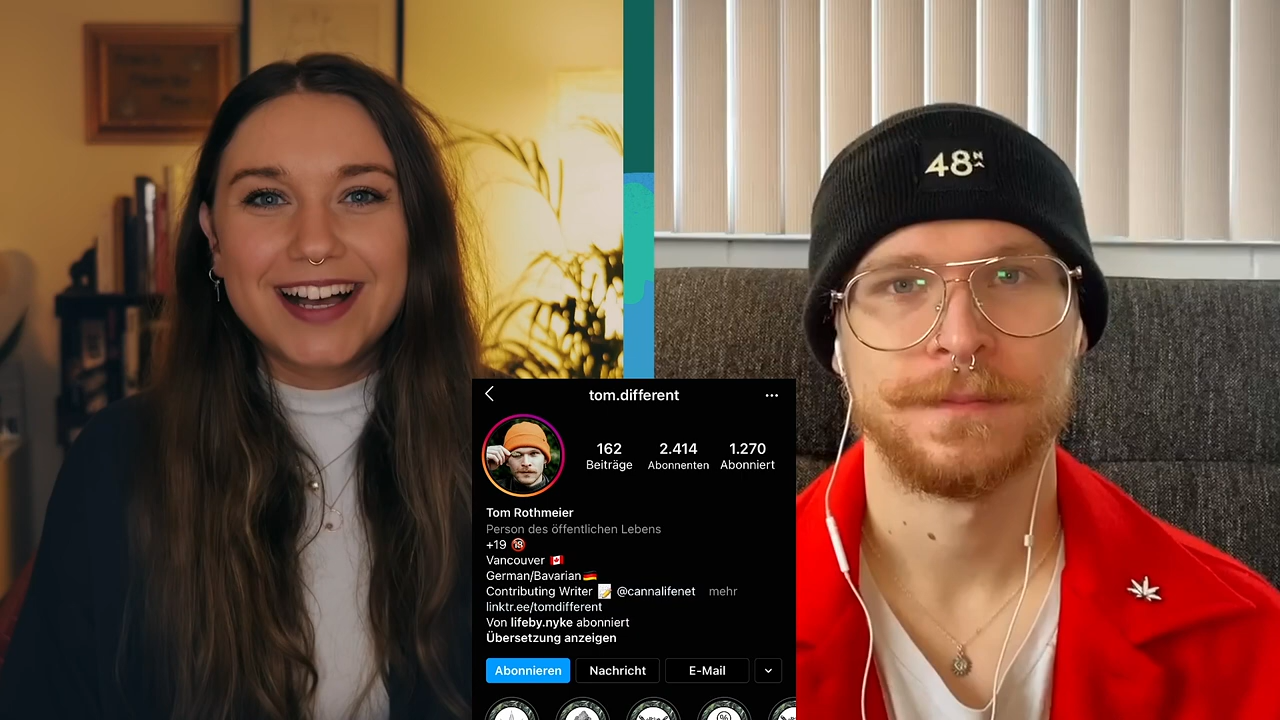 48N
tom.different
162 2.414 1.270
Beiträge Abonnenten Abonniert
Tom Rothmeier
Person des öffentlichen Lebens
+19 🔞
Vancouver 🇨🇦
German/Bavarian🇩🇪
Contributing Writer 📝 @cannalifenet mehr
linktr.ee/tomdifferent
Von lifeby.nyke abonniert
Übersetzung anzeigen
Abonnieren Nachricht E-Mail